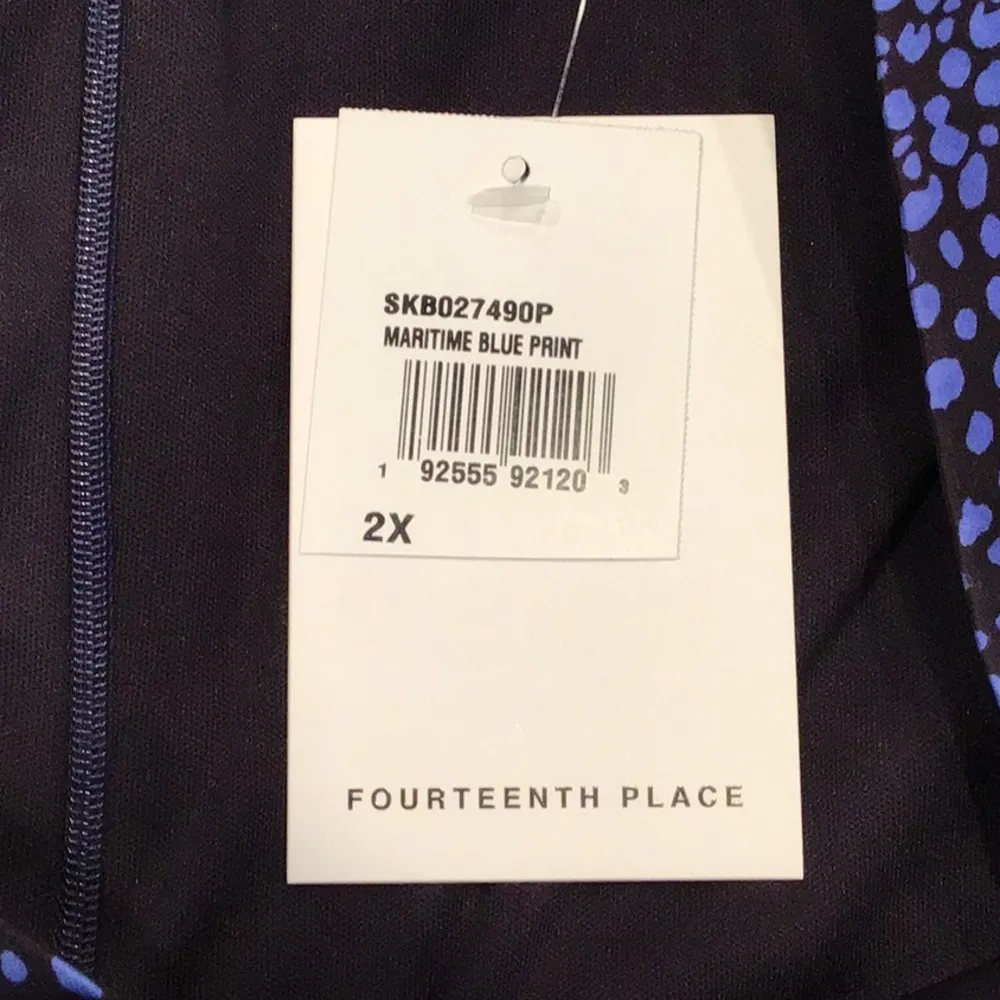 SKB027490P
MARITIME BLUE PRINT
1 92555 92120 3
2X
FOURTEENTH PLACE